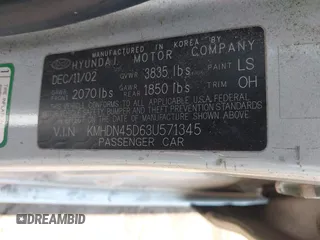 MANUFACTURED IN KOREA BY
HYUNDAI MOTOR COMPANY
DEC/11/02 GVWR 3835 lbs PAINT LS
GAWR FRONT 2070 lbs GAWR REAR 1850 lbs TRIM OH
THIS VEHICLE CONFORMS TO ALL APPLICABLE U.S.A. FEDERAL
MOTOR VEHICLE SAFETY, BUMPER, AND THEFT PREVENTION
STANDARDS IN EFFECT ON THE DATE OF MANUFACTURE SHOWN ABOVE.
V.I.N KMHDN45D63U571345
PASSENGER CAR
DREAMBID